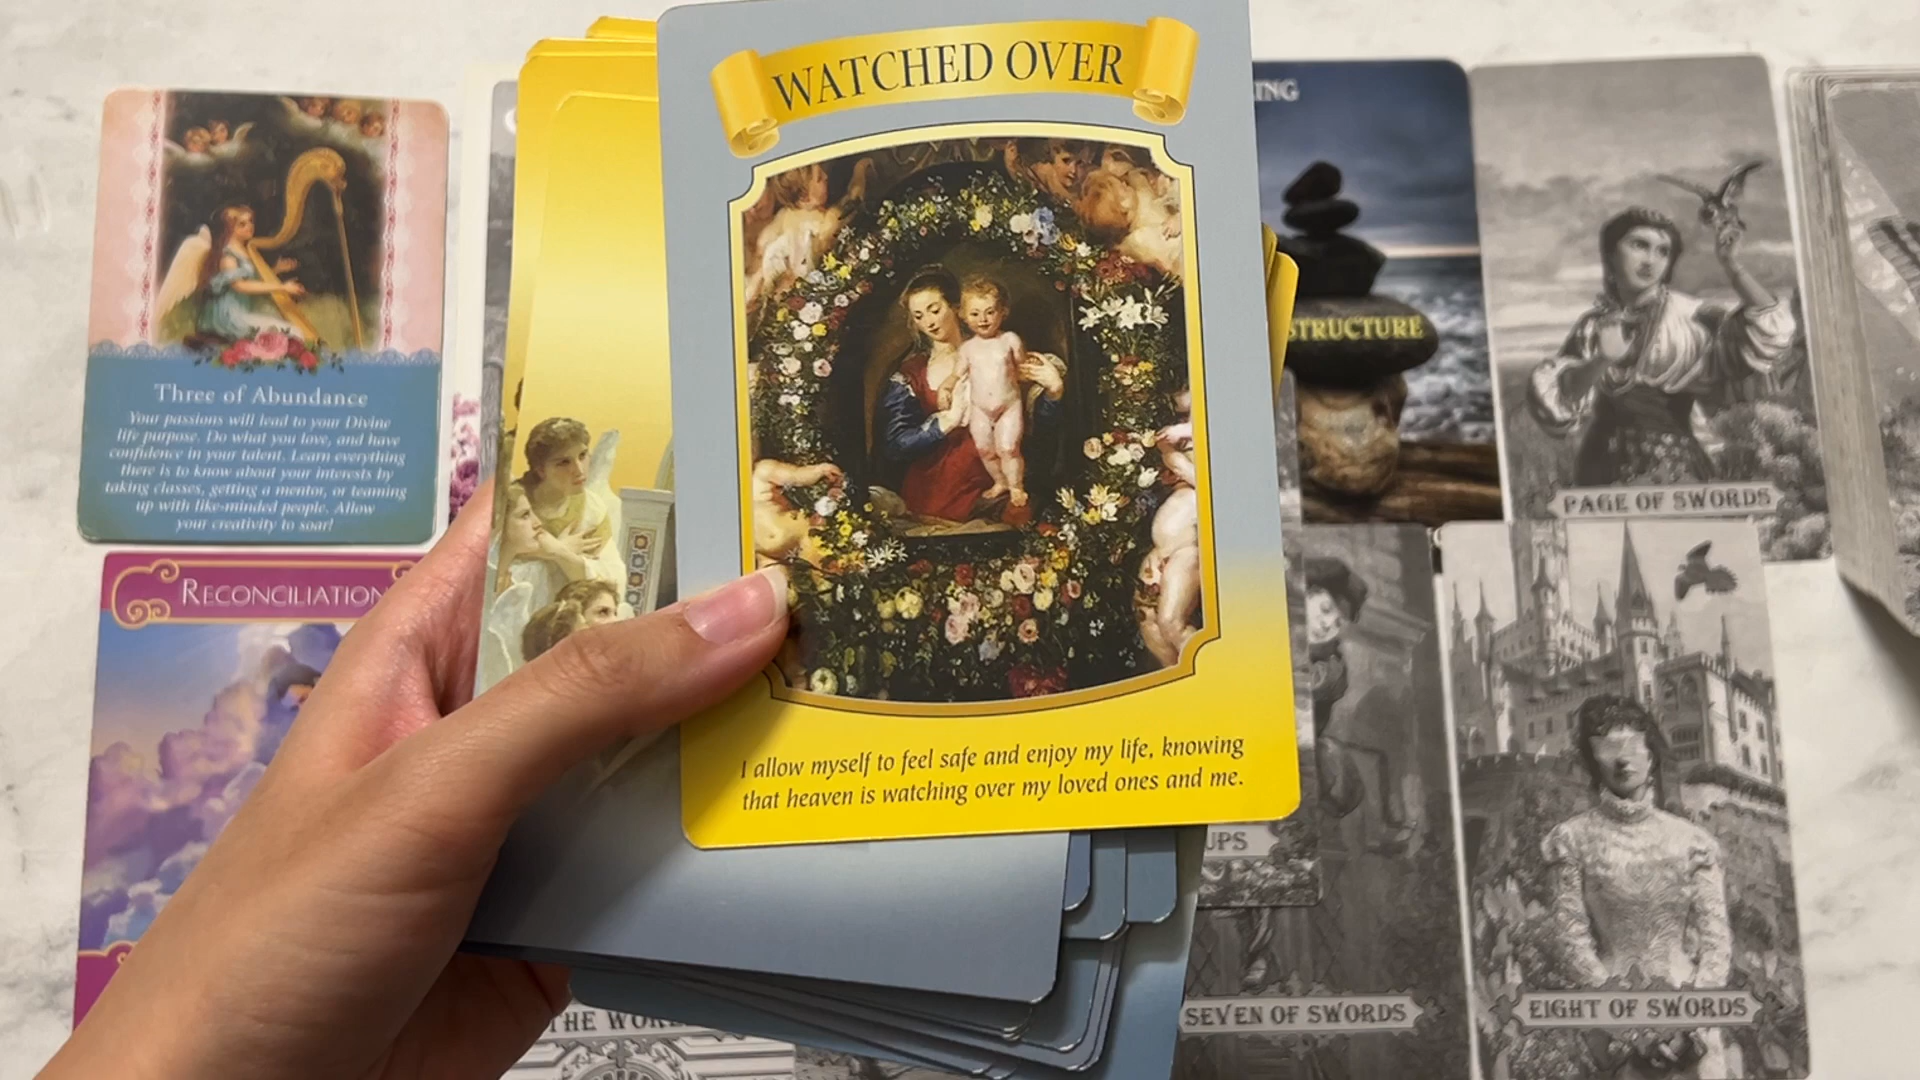 WATCHED OVER
I allow myself to feel safe and enjoy my life, knowing
that heaven is watching over my loved ones and me.
Three of Abundance
Your passions will lead to your Divine
life purpose. Do what you love, and have
confidence in your talent. Learn everything
there is to know about your interests by
taking classes, getting a mentor, or teaming
up with like-minded people. Allow
your creativity to soar!
RECONCILIATION
ING
STRUCTURE
PAGE OF SWORDS
UPS
THE WOR
SEVEN OF SWORDS
EIGHT OF SWORDS